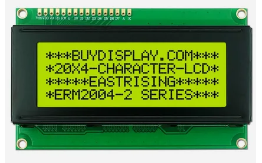 ***BUYDISPLAY.COM***
*20X4-CHARACTER-LCD*
*****EASTRISING*****
*ERM2004-2 SERIES***